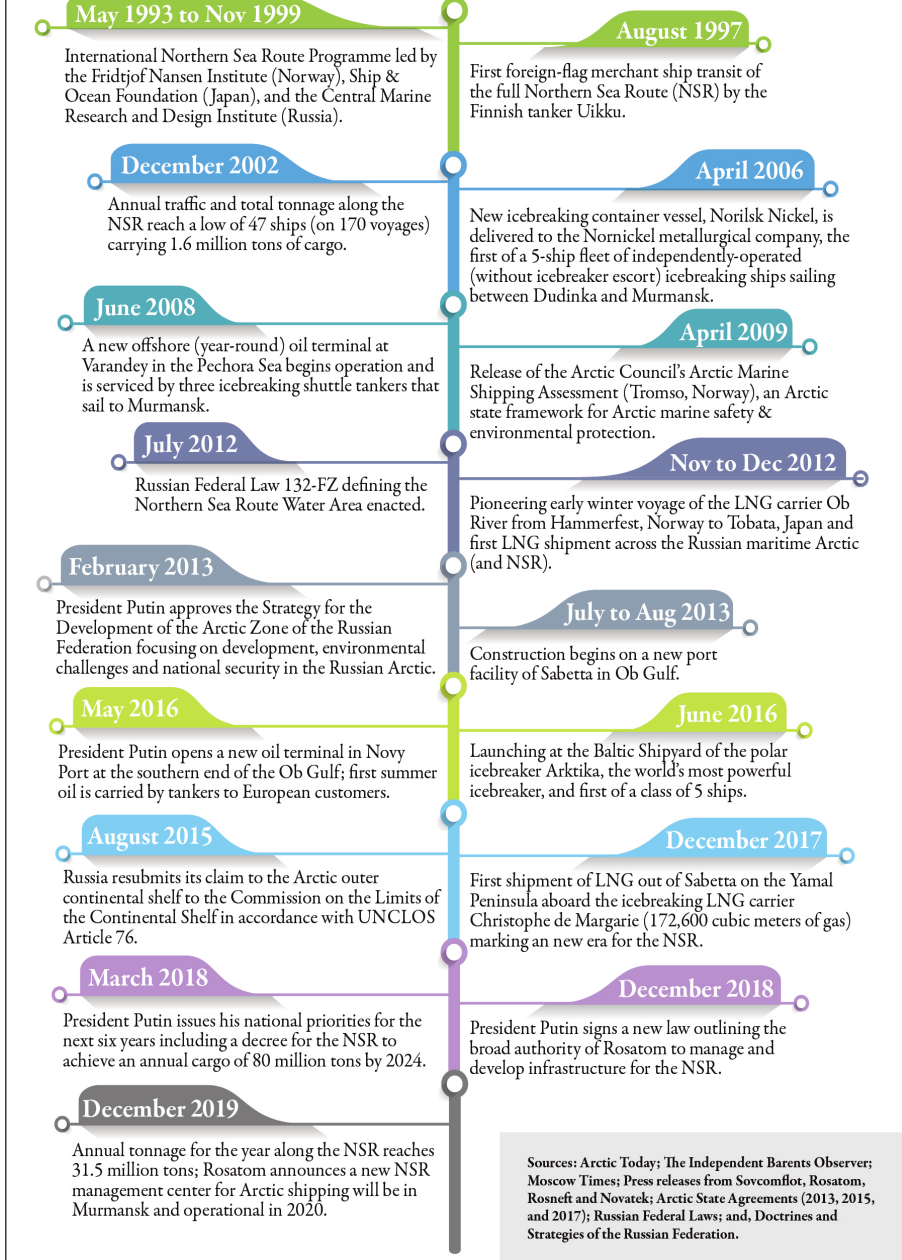 May 1993 to Nov 1999
International Northern Sea Route Programme led by
the Fridtjof Nansen Institute (Norway), Ship &
Ocean Foundation (Japan), and the Central Marine
Research and Design Institute (Russia).
August 1997
First foreign-flag merchant ship transit of
the full Northern Sea Route (NSR) by the
Finnish tanker Uikku.
December 2002
Annual traffic and total tonnage along the
NSR reach a low of 47 ships (on 170 voyages)
carrying 1.6 million tons of cargo.
April 2006
New icebreaking container vessel, Norilsk Nickel, is
delivered to the Nornickel metallurgical company, the
first of a 5-ship fleet of independently-operated
(without icebreaker escort) icebreaking ships sailing
between Dudinka and Murmansk.
June 2008
A new offshore (year-round) oil terminal at
Varandey in the Pechora Sea begins operation and
is serviced by three icebreaking shuttle tankers that
sail to Murmansk.
April 2009
Release of the Arctic Council's Arctic Marine
Shipping Assessment (Tromso, Norway), an Arctic
state framework for Arctic marine safety &
environmental protection.
July 2012
Russian Federal Law 132-FZ defining the
Northern Sea Route Water Area enacted.
Nov to Dec 2012
Pioneering early winter voyage of the LNG carrier Ob
River from Hammerfest, Norway to Tobata, Japan and
first LNG shipment across the Russian maritime Arctic
(and NSR).
February 2013
President Putin approves the Strategy for the
Development of the Arctic Zone of the Russian
Federation focusing on development, environmental
challenges and national security in the Russian Arctic.
July to Aug 2013
Construction begins on a new port
facility of Sabetta in Ob Gulf.
May 2016
President Putin opens a new oil terminal in Novy
Port at the southern end of the Ob Gulf; first summer
oil is carried by tankers to European customers.
June 2016
Launching at the Baltic Shipyard of the polar
icebreaker Arktika, the world's most powerful
icebreaker, and first of a class of 5 ships.
August 2015
Russia resubmits its claim to the Arctic outer
continental shelf to the Commission on the Limits of
the Continental Shelf in accordance with UNCLOS
Article 76.
December 2017
First shipment of LNG out of Sabetta on the Yamal
Peninsula aboard the icebreaking LNG carrier
Christophe de Margarie (172,600 cubic meters of gas)
marking an new era for the NSR.
March 2018
President Putin issues his national priorities for the
next six years including a decree for the NSR to
achieve an annual cargo of 80 million tons by 2024.
December 2018
President Putin signs a new law outlining the
broad authority of Rosatom to manage and
develop infrastructure for the NSR.
December 2019
Annual tonnage for the year along the NSR reaches
31.5 million tons; Rosatom announces a new NSR
management center for Arctic shipping will be in
Murmansk and operational in 2020.
Sources: Arctic Today; The Independent Barents Observer;
Moscow Times; Press releases from Sovcomflot, Rosatom,
Rosneft and Novatek; Arctic State Agreements (2013, 2015,
and 2017); Russian Federal Laws; and, Doctrines and
Strategies of the Russian Federation.